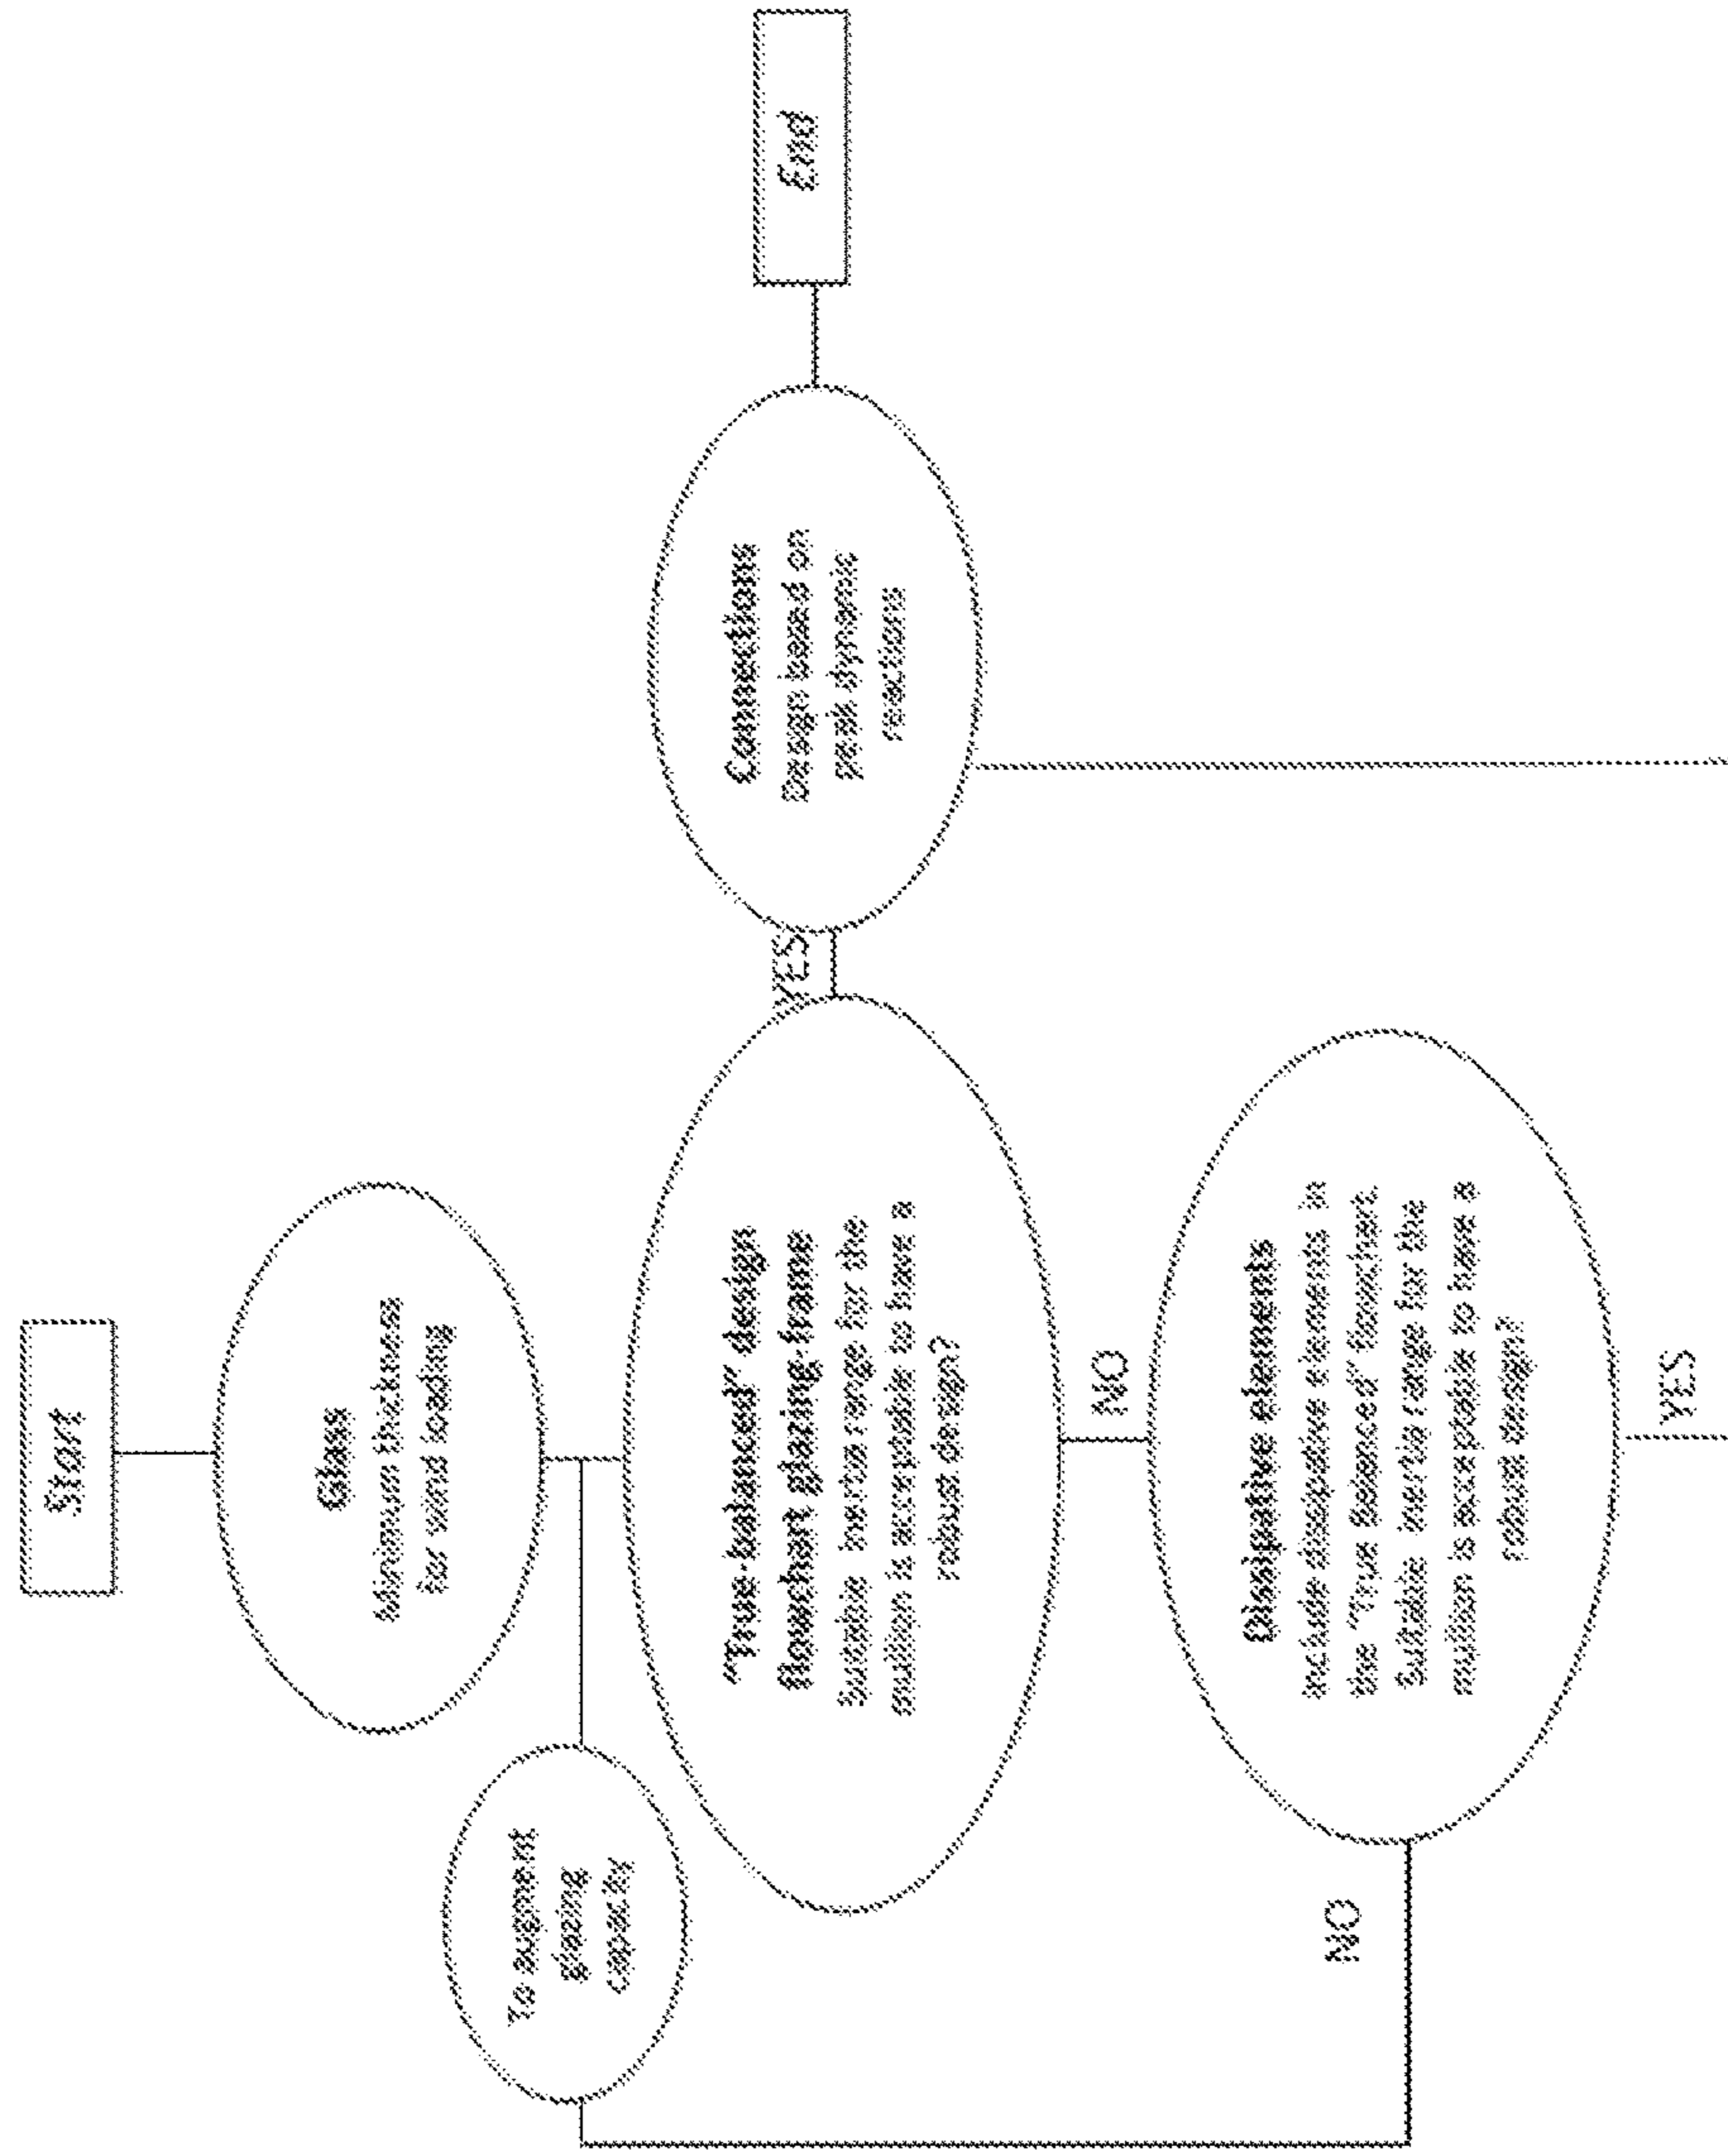 Start
Glass
Minimum thickness
for wind loading
To augment
glazing
capacity
"True-balanced" design
flowchart glazing frame
Suitable inertia range for the
mullion is acceptable to have a
robust design?
YES
Connections
Design based on
peak dynamic
reactions
End
NO
Dissipative elements
Include dissipative elements in
the "True Balanced" flowchart.
Suitable inertia range for the
mullion is acceptable to have a
robust design?
NO
YES